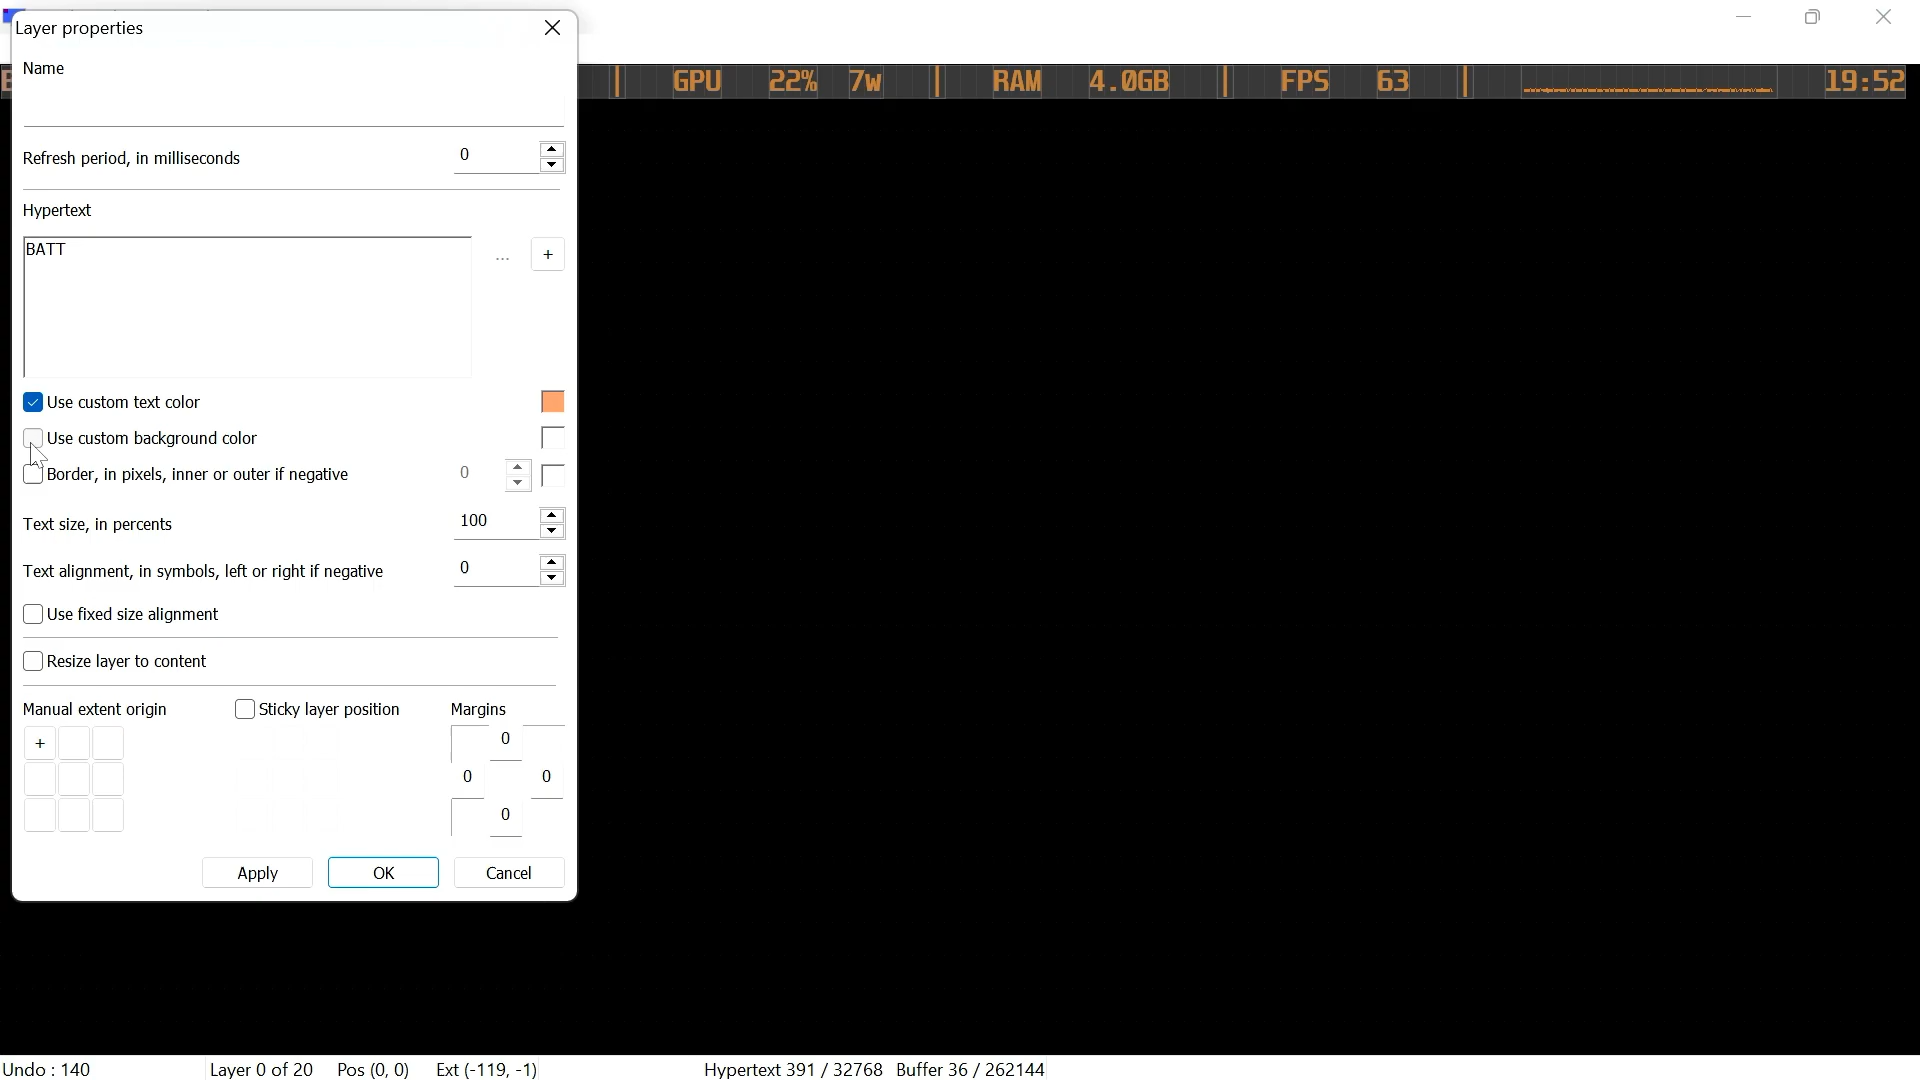 Layer properties
Name
GPU 22% 7W | RAM 4.0GB | FPS 63 | 19:52
Refresh period, in milliseconds 0
Hypertext
BATT
... +
Use custom text color
Use custom background color
Border, in pixels, inner or outer if negative 0
Text size, in percents 100
Text alignment, in symbols, left or right if negative 0
Use fixed size alignment
Resize layer to content
Manual extent origin Sticky layer position Margins
+ 0
0 0
0
Apply OK Cancel
Undo : 140 Layer 0 of 20 Pos (0, 0) Ext (-119, -1) Hypertext 391 / 32768 Buffer 36 / 262144